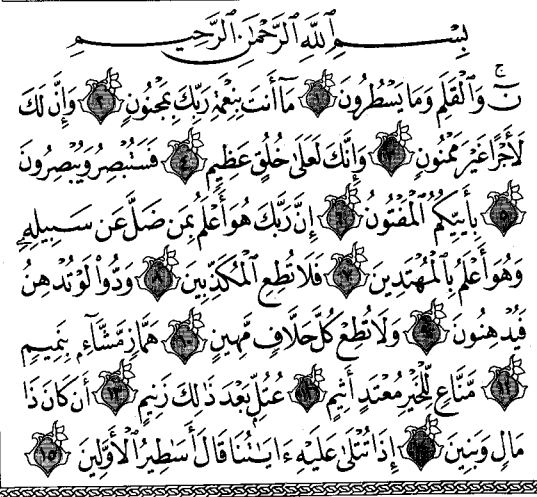 بِسْمِ ٱللَّهِ ٱلرَّحْمَٰنِ ٱلرَّحِيمِ
نٓۚ وَٱلْقَلَمِ وَمَا يَسْطُرُونَ ١ مَآ أَنتَ بِنِعْمَةِ رَبِّكَ بِمَجْنُونٍ ٢ وَإِنَّ لَكَ
لَأَجْرًا غَيْرَ مَمْنُونٍ ٣ وَإِنَّكَ لَعَلَىٰ خُلُقٍ عَظِيمٍ ٤ فَسَتُبْصِرُ وَيُبْصِرُونَ
٥ بِأَييِّكُمُ ٱلْمَفْتُونُ ٦ إِنَّ رَبَّكَ هُوَ أَعْلَمُ بِمَن ضَلَّ عَن سَبِيلِهِۦ
وَهُوَ أَعْلَمُ بِٱلْمُهْتَدِينَ ٧ فَلَا تُطِعِ ٱلْمُكَذِّبِينَ ٨ وَدُّوا۟ لَوْ تُدْهِنُ
فَيُدْهِنُونَ ٩ وَلَا تُطِعْ كُلَّ حَلَّافٍ مَّهِينٍ ١٠ هَمَّازٍ مَّشَّآءٍۭ بِنَمِيمٍ
١١ مَّنَّاعٍ لِّلْخَيْرِ مُعْتَدٍ أَثِيمٍ ١٢ عُتُلٍّۭ بَعْدَ ذَٰلِكَ زَنِيمٍ ١٣ أَن كَانَ ذَا
مَالٍ وَبَنِينَ ١٤ إِذَا تُتْلَىٰ عَلَيْهِ ءَايَٰتُنَا قَالَ أَسَٰطِيرُ ٱلْأَوَّلِينَ ١٥